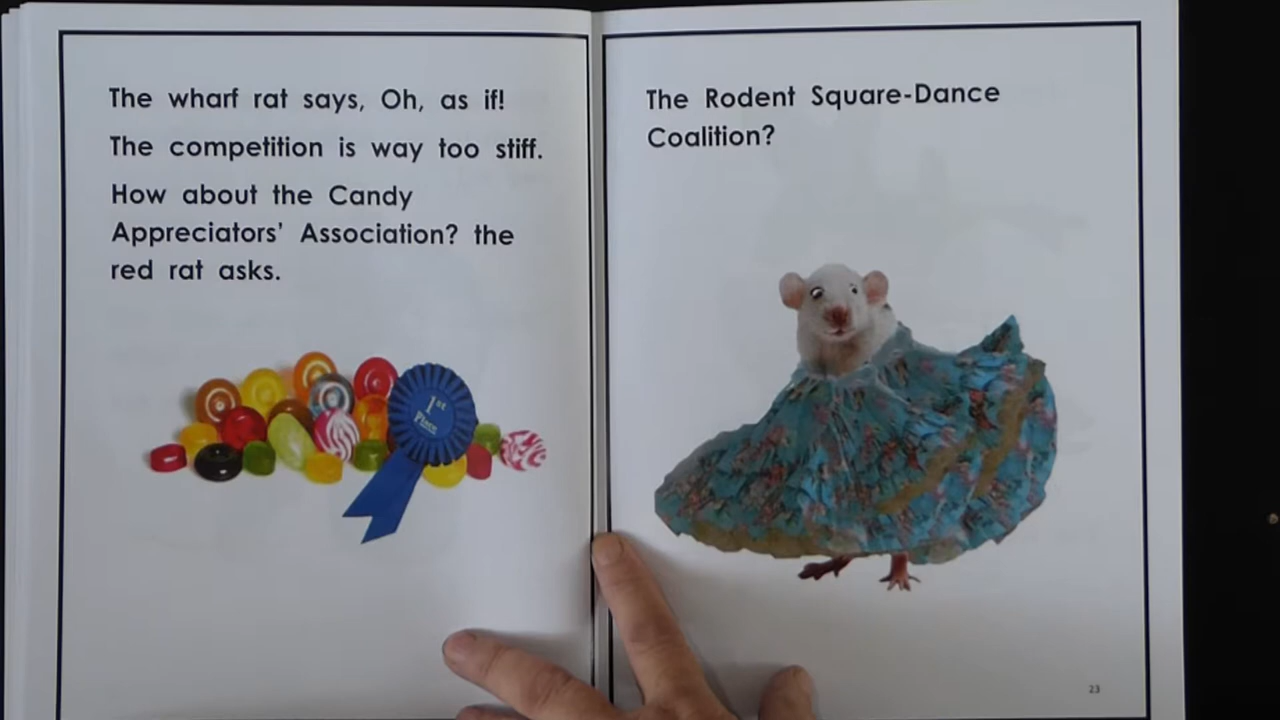 The wharf rat says, Oh, as if!
The competition is way too stiff.
How about the Candy
Appreciators' Association? the
red rat asks.
1st
Place
The Rodent Square-Dance
Coalition?
23